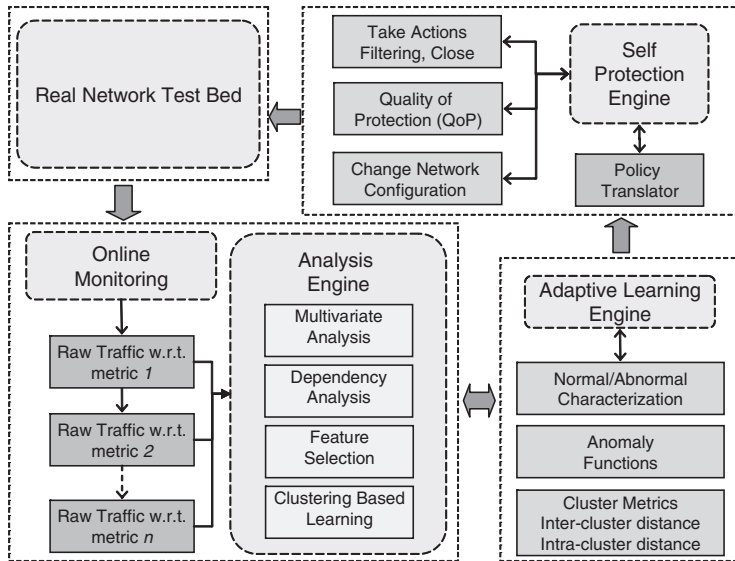 Real Network Test Bed
Take Actions
Filtering, Close
Quality of
Protection (QoP)
Change Network
Configuration
Self
Protection
Engine
Policy
Translator
Online
Monitoring
Raw Traffic w.r.t.
metric 1
Raw Traffic w.r.t.
metric 2
Raw Traffic w.r.t.
metric n
Analysis
Engine
Multivariate
Analysis
Dependency
Analysis
Feature
Selection
Clustering Based
Learning
Adaptive Learning
Engine
Normal/Abnormal
Characterization
Anomaly
Functions
Cluster Metrics
Inter-cluster distance
Intra-cluster distance